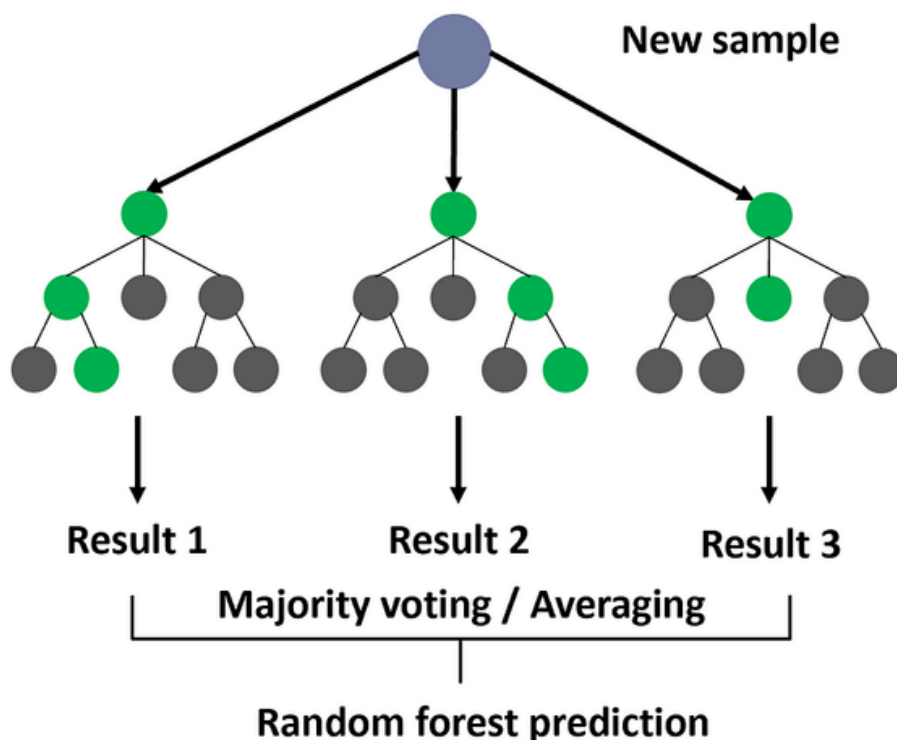 New sample
Result 1
Result 2
Result 3
Majority voting / Averaging
Random forest prediction